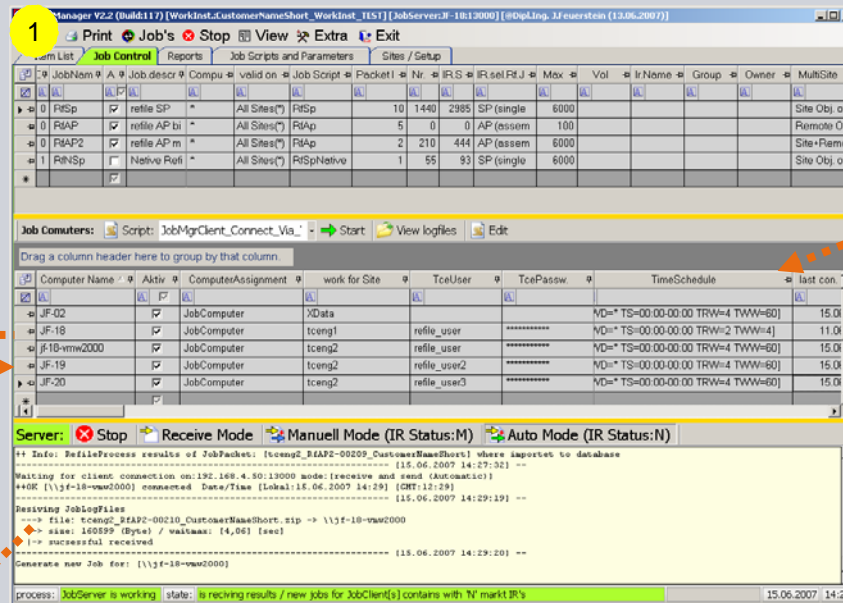 1
Manager V2.2 (Build:117) [WorkInst.:CustomerNameShort_WorkInst_TEST] [JobServer:JF-18:13000] [@Dipl.Ing. J.Feuerstein (13.06.2007)]
Print Job's Stop View Extra Exit
Item List Job Control Reports Job Scripts and Parameters Sites / Setup
JobNam A Job.descr Compu valid on Job Script Packetl Nr. IR.S IR.sel.Rf.J Max Vol Ir.Name Group Owner MultiSite
0 RfSp refile SP * All Sites(*) RfSp 10 1440 2985 SP (single 6000 Site Obj. o
0 RfAP refile AP bi * All Sites(*) RfAp 5 0 0 AP (assem 100 Remote O
0 RfAP2 refile AP m * All Sites(*) RfAp 2 210 444 AP (assem 6000 Site+Rem
1 RfNSp Native Refi * All Sites(*) RfSpNative 1 55 93 SP (single 6000 Site Obj. o
Job Comuters: Script: JobMgrClient_Connect_Via_' Start View logfiles Edit
Drag a column header here to group by that column.
Computer Name Aktiv ComputerAssignment work for Site TceUser TcePassw. TimeSchedule last con. T
JF-02 JobComputer XData WD=* TS=00:00-00:00 TRW=4 TWW=60] 15.0
JF-18 JobComputer tceng1 refile_user *********** WD=* TS=00:00-00:00 TRW=2 TWW=4] 11.0
jf-18-vmw2000 JobComputer tceng2 refile_user *********** WD=* TS=00:00-00:00 TRW=4 TWW=60] 15.0
JF-19 JobComputer tceng2 refile_user2 *********** WD=* TS=00:00-00:00 TRW=4 TWW=60] 15.0
JF-20 JobComputer tceng2 refile_user3 *********** WD=* TS=00:00-00:00 TRW=4 TWW=60] 15.0
Server: Stop Receive Mode Manuell Mode (IR Status:M) Auto Mode (IR Status:N)
++ Info: RefileProcess results of JobPacket: [tceng2_RfAP2-00209_CustomerNameShort] where importet to database
---------- [15.06.2007 14:27:32] --
Waiting for client connection on:192.168.4.50:13000 mode:[receive and send (Automatic)]
++OK [\\jf-18-vmw2000] connected Date/Time [Lokal:15.06.2007 14:29] [GMT:12:29]
---------- [15.06.2007 14:29:19] --
Resiving JobLogFiles
---> file: tceng2_RfAP2-00210_CustomerNameShort.zip -> \\jf-18-vmw2000
--> size: 160599 (Byte) / waitmax: [4,06] [sec]
|-> sucsessful received
---------- [15.06.2007 14:29:20] --
Generate new Job for: [\\jf-18-vmw2000]
process: JobServer is working state: is reciving results / new jobs for JobClient[s] contains with 'N' markt IR's 15.06.2007 14:2